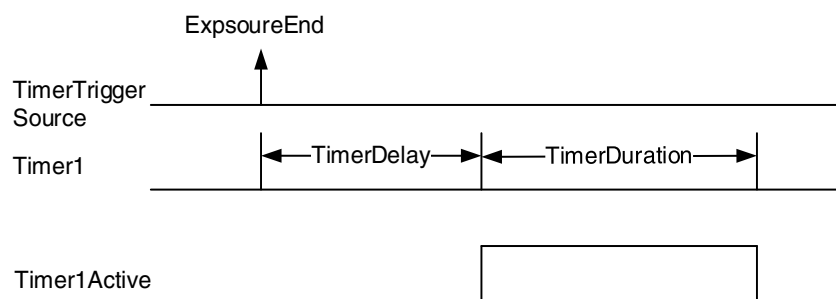 ExpsoureEnd
TimerTrigger
Source
TimerDelay
TimerDuration
Timer1
Timer1Active